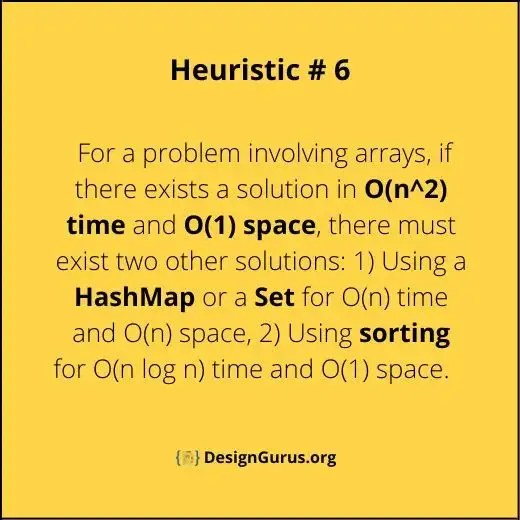 Heuristic # 6
For a problem involving arrays, if
there exists a solution in O(n^2)
time and O(1) space, there must
exist two other solutions: 1) Using a
HashMap or a Set for O(n) time
and O(n) space, 2) Using sorting
for O(n log n) time and O(1) space.
DesignGurus.org